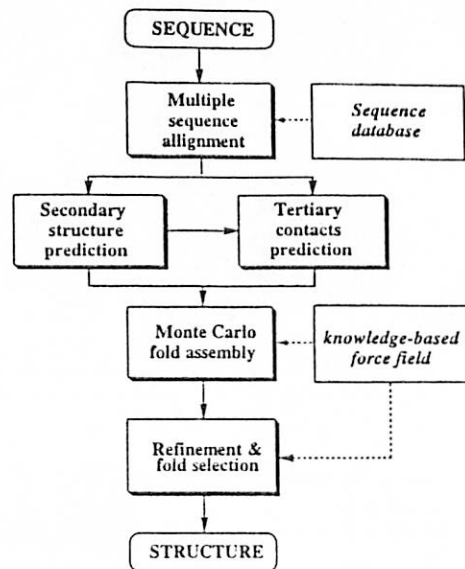 SEQUENCE
Multiple
sequence
allignment
Sequence
database
Secondary
structure
prediction
Tertiary
contacts
prediction
Monte Carlo
fold assembly
knowledge-based
force field
Refinement &
fold selection
STRUCTURE